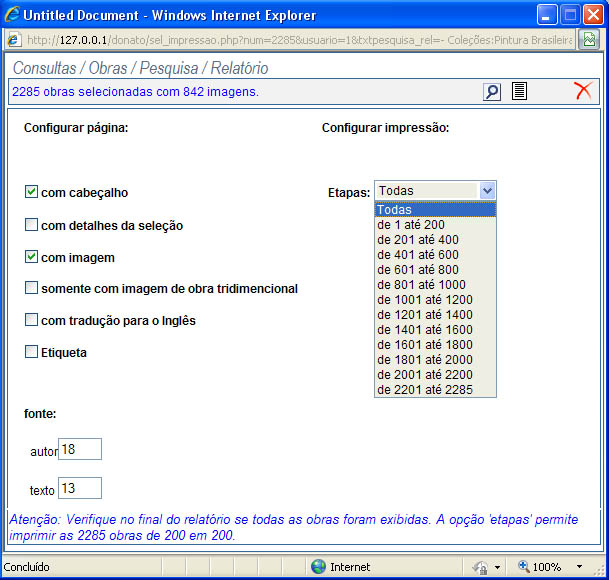 Untitled Document - Windows Internet Explorer
http://127.0.0.1/donato/sel_impressao.php?num=2285&usuario=1&txtpesquisa_rel=- Coleções:Pintura Brasileira
Consultas / Obras / Pesquisa / Relatório
2285 obras selecionadas com 842 imagens.
Configurar página:
Configurar impressão:
com cabeçalho
Etapas: Todas
com detalhes da seleção
com imagem
somente com imagem de obra tridimencional
com tradução para o Inglês
Etiqueta
Todas
de 1 até 200
de 201 até 400
de 401 até 600
de 601 até 800
de 801 até 1000
de 1001 até 1200
de 1201 até 1400
de 1401 até 1600
de 1601 até 1800
de 1801 até 2000
de 2001 até 2200
de 2201 até 2285
fonte:
autor 18
texto 13
Atenção: Verifique no final do relatório se todas as obras foram exibidas. A opção 'etapas' permite
imprimir as 2285 obras de 200 em 200.
Concluído
Internet
100%